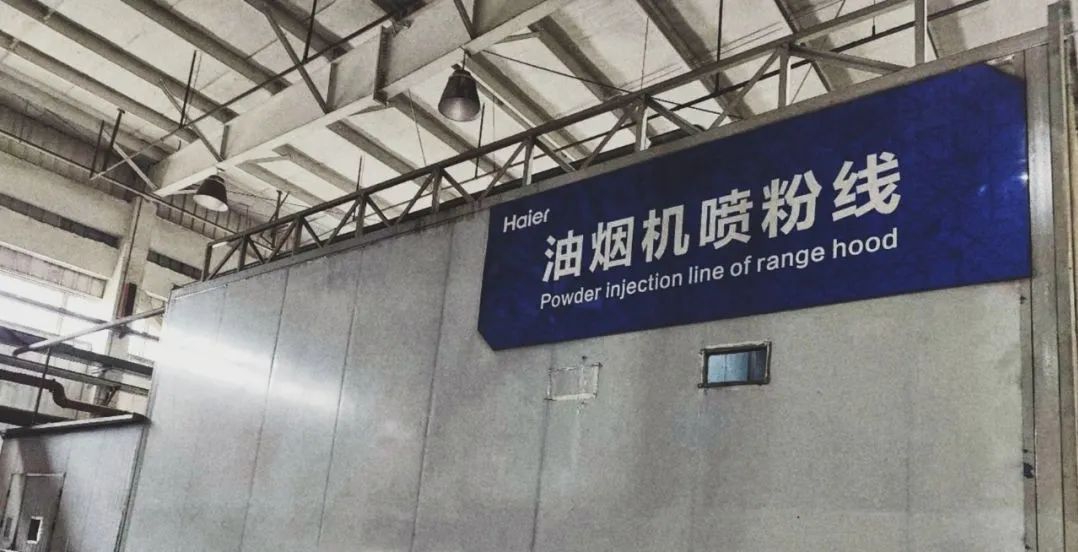 Haier
油烟机喷粉线
Powder injection line of range hood